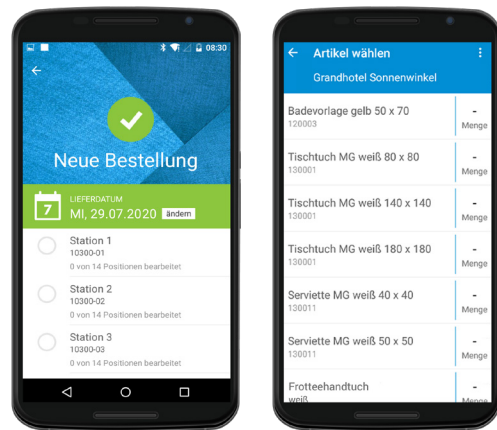 08:30
Neue Bestellung
7
LIEFERDATUM
MI, 29.07.2020 ändern
Station 1
10300-01
0 von 14 Positionen bearbeitet
Station 2
10300-02
0 von 14 Positionen bearbeitet
Station 3
10300-03
0 von 14 Positionen bearbeitet
Artikel wählen
Grandhotel Sonnenwinkel
Badevorlage gelb 50 x 70
120003
-
Menge
Tischtuch MG weiß 80 x 80
130001
-
Menge
Tischtuch MG weiß 140 x 140
130001
-
Menge
Tischtuch MG weiß 180 x 180
130001
-
Menge
Serviette MG weiß 40 x 40
130011
-
Menge
Serviette MG weiß 50 x 50
130011
-
Menge
Frotteehandtuch
weiß
-
Menge